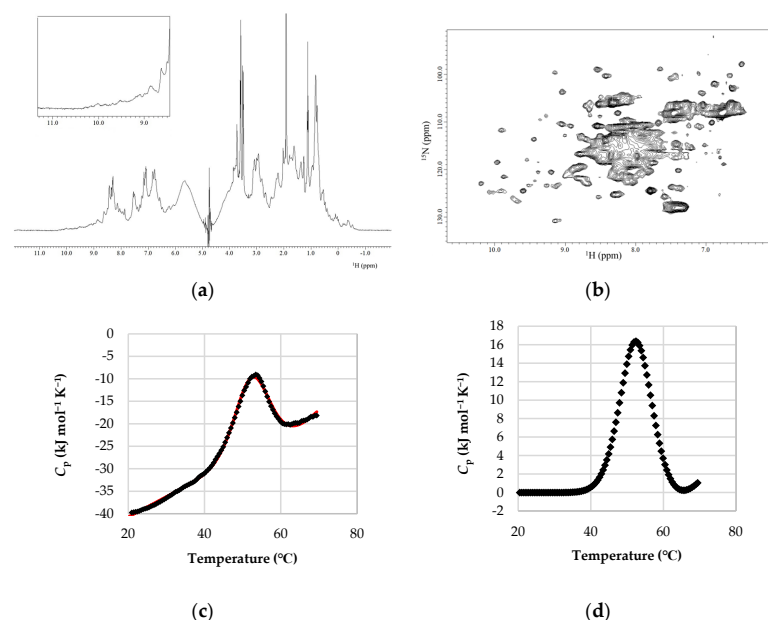 11.0 10.0 9.0
11.0 10.0 9.0 8.0 7.0 6.0 5.0 4.0 3.0 2.0 1.0 0 -1.0
¹H (ppm)
(a)
100.0
110.0
120.0
130.0
¹⁵N (ppm)
10.0 9.0 8.0 7.0
¹H (ppm)
(b)
0
-5
-10
-15
-20
-25
-30
-35
-40
Cp (kJ mol⁻¹ K⁻¹)
20 40 60 80
Temperature (°C)
(c)
18
16
14
12
10
8
6
4
2
0
-2
Cp (kJ mol⁻¹ K⁻¹)
20 40 60 80
Temperature (°C)
(d)